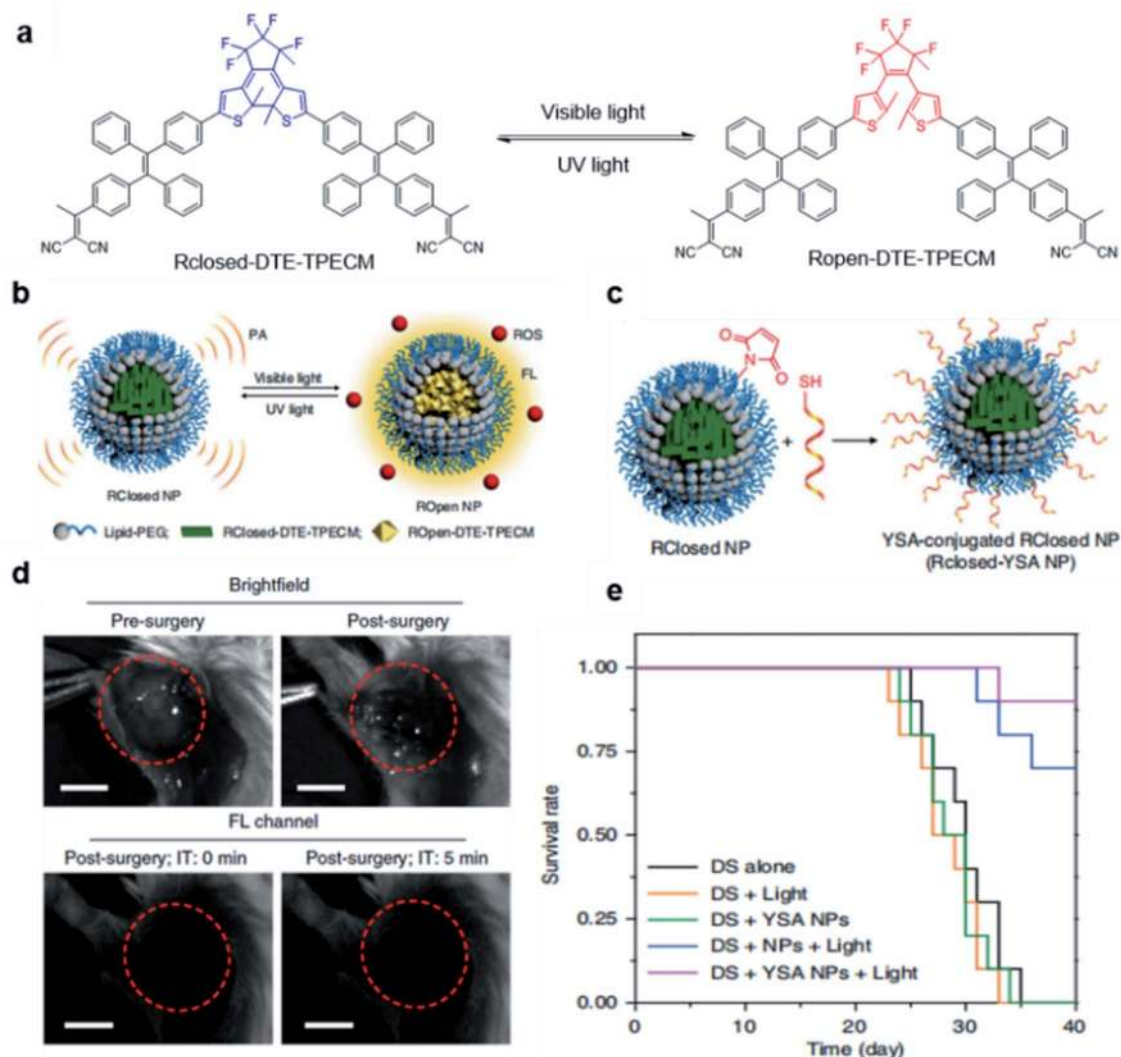 a
F F F F
S S
NC CN
NC CN
Rclosed-DTE-TPECM
Visible light
UV light
F F F F
S S
NC CN
NC CN
Ropen-DTE-TPECM
b
PA
Visible light
UV light
ROS
FL
RClosed NP
ROpen NP
Lipid-PEG; RClosed-DTE-TPECM; ROpen-DTE-TPECM
c
O
N
O
SH
+
RClosed NP
YSA-conjugated RClosed NP
(Rclosed-YSA NP)
d
Brightfield
Pre-surgery Post-surgery
FL channel
Post-surgery; IT: 0 min Post-surgery; IT: 5 min
e
Survival rate
1.00
0.75
0.50
0.25
0.00
DS alone
DS + Light
DS + YSA NPs
DS + NPs + Light
DS + YSA NPs + Light
0 10 20 30 40
Time (day)